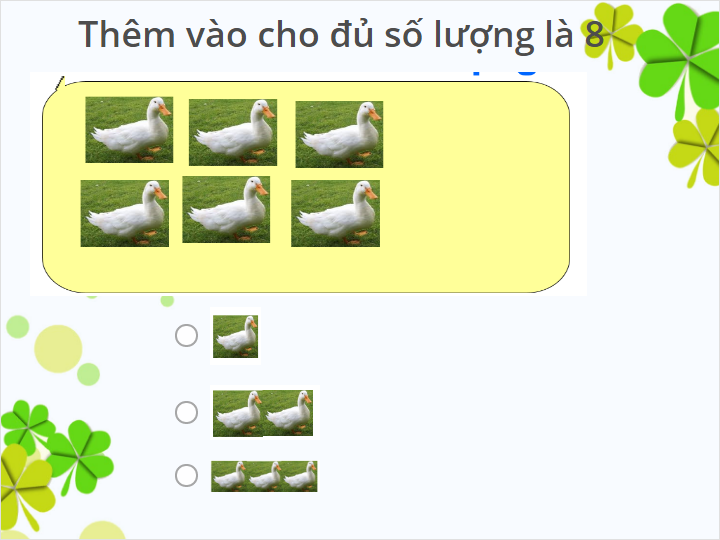 Thêm vào cho đủ số lượng là 8